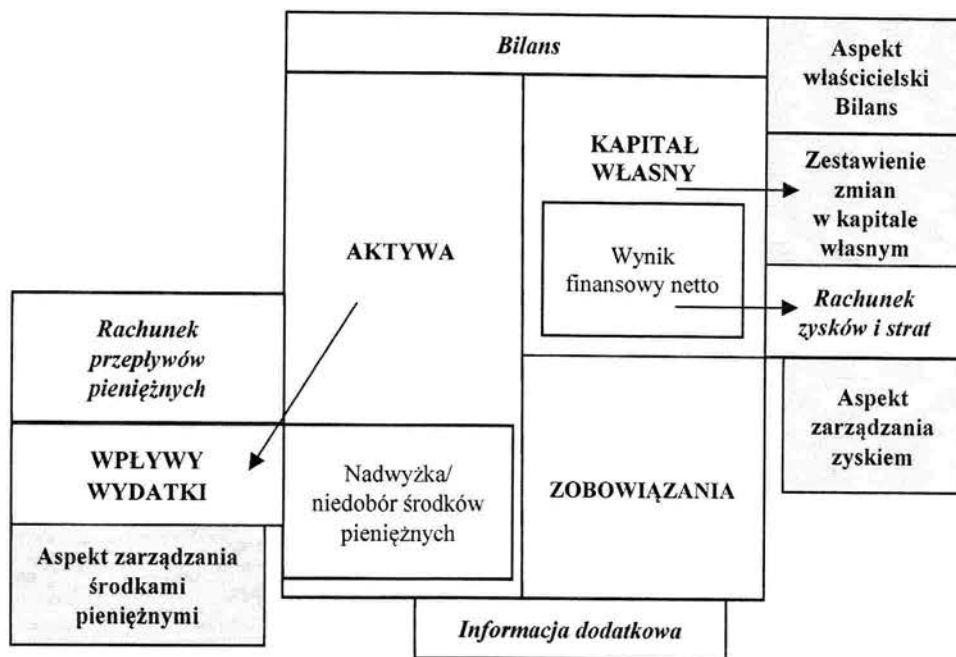 Bilans
Aspekt
właścicielski
Bilans
KAPITAŁ
WŁASNY
Zestawienie
zmian
w kapitale
własnym
AKTYWA
Wynik
finansowy netto
Rachunek
zysków i strat
Rachunek
przepływów
pieniężnych
Aspekt
zarządzania
zyskiem
WPŁYWY
WYDATKI
Nadwyżka/
niedobór środków
pieniężnych
ZOBOWIĄZANIA
Aspekt zarządzania
środkami
pieniężnymi
Informacja dodatkowa